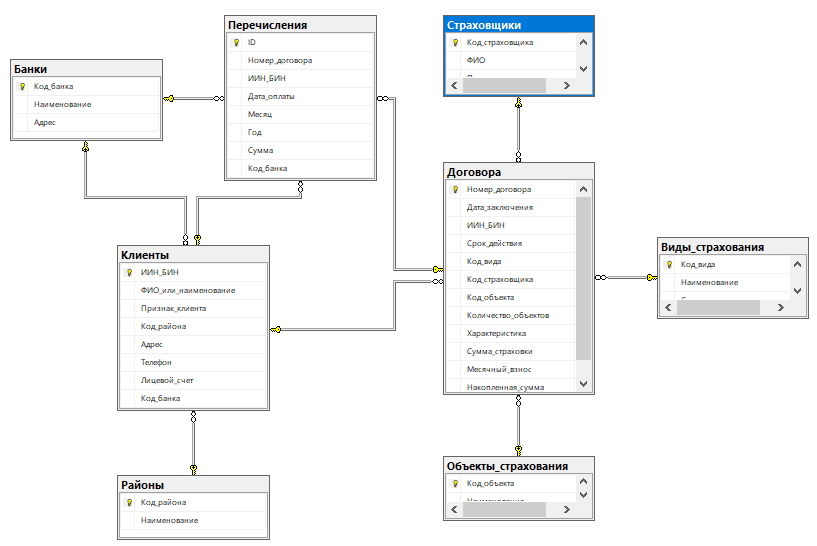 Перечисления
ID
Номер_договора
ИИН_БИН
Дата_оплаты
Месяц
Год
Сумма
Код_банка
Страховщики
Код_страховщика
ФИО
Банки
Код_банка
Наименование
Адрес
Договора
Номер_договора
Дата_заключения
ИИН_БИН
Срок_действия
Код_вида
Код_страховщика
Код_объекта
Количество_объектов
Характеристика
Сумма_страховки
Месячный_взнос
Накопленная_сумма
Виды_страхования
Код_вида
Наименование
Клиенты
ИИН_БИН
ФИО_или_наименование
Признак_клиента
Код_района
Адрес
Телефон
Лицевой_счет
Код_банка
Объекты_страхования
Код_объекта
Наименование
Районы
Код_района
Наименование